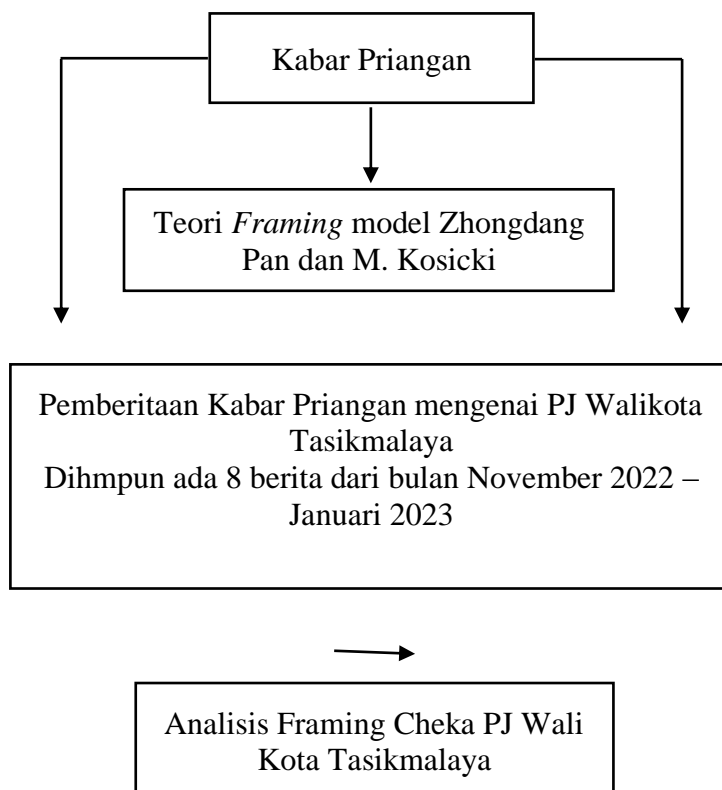 Kabar Priangan
Teori Framing model Zhongdang
Pan dan M. Kosicki
Pemberitaan Kabar Priangan mengenai PJ Walikota
Tasikmalaya
Dihmpun ada 8 berita dari bulan November 2022 –
Januari 2023
Analisis Framing Cheka PJ Wali
Kota Tasikmalaya